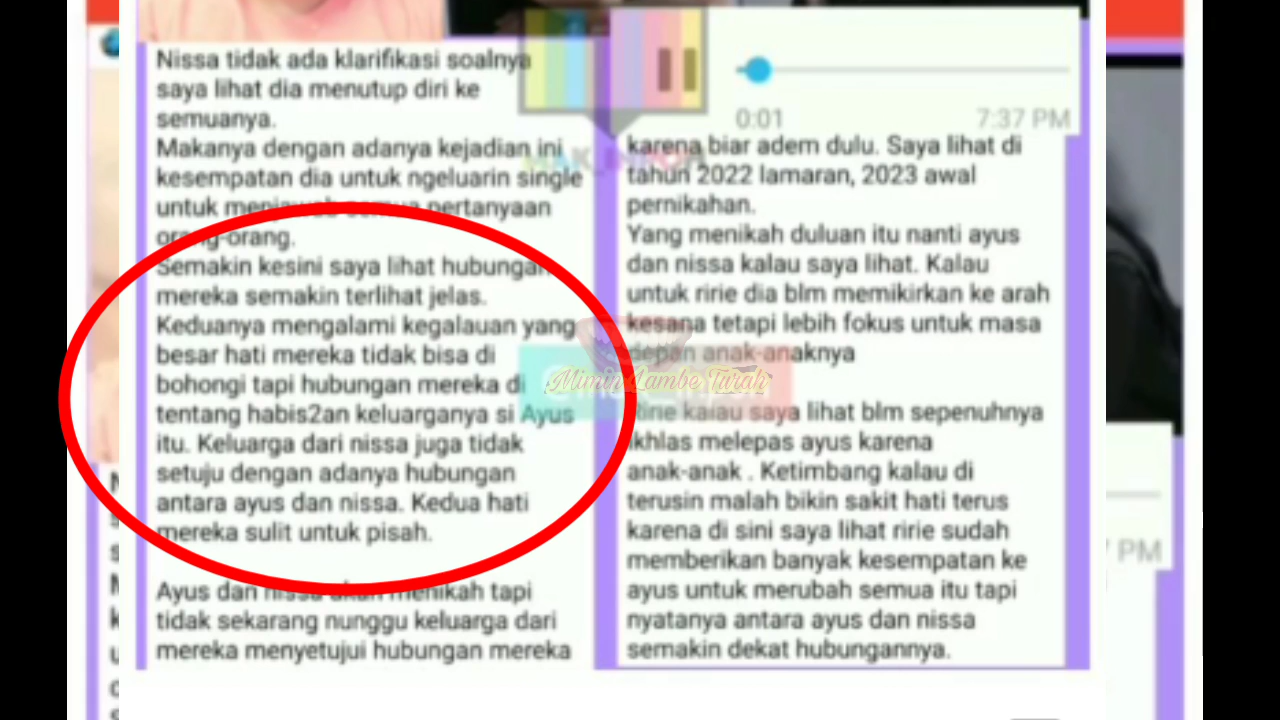 Nissa tidak ada klarifikasi soalnya
saya lihat dia menutup diri ke
semuanya.
Makanya dengan adanya kejadian ini
kesempatan dia untuk ngeluarin single
untuk menjawab semua pertanyaan
orang-orang.
Semakin kesini saya lihat hubungan
mereka semakin terlihat jelas.
Keduanya mengalami kegalauan yang
besar hati mereka tidak bisa di
bohongi tapi hubungan mereka di
tentang habis2an keluarganya si Ayus
itu. Keluarga dari nissa juga tidak
setuju dengan adanya hubungan
antara ayus dan nissa. Kedua hati
mereka sulit untuk pisah.
Ayus dan nissa akan menikah tapi
tidak sekarang nunggu keluarga dari
mereka menyetujui hubungan mereka
0:01
7:37 PM
karena biar adem dulu. Saya lihat di
tahun 2022 lamaran, 2023 awal
pernikahan.
Yang menikah duluan itu nanti ayus
dan nissa kalau saya lihat. Kalau
untuk ririe dia blm memikirkan ke arah
kesana tetapi lebih fokus untuk masa
depan anak-anaknya
Mimin Lambe Turah
Ririe kalau saya lihat blm sepenuhnya
ikhlas melepas ayus karena
anak-anak . Ketimbang kalau di
terusin malah bikin sakit hati terus
karena di sini saya lihat ririe sudah
memberikan banyak kesempatan ke
ayus untuk merubah semua itu tapi
nyatanya antara ayus dan nissa
semakin dekat hubungannya.
PM